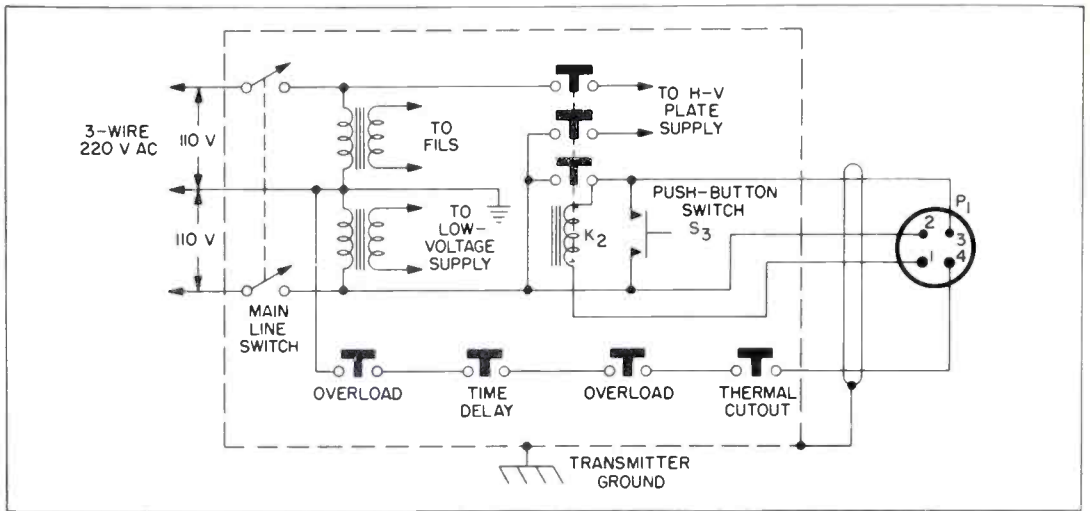 3-WIRE
220 V AC
110 V
110 V
MAIN
LINE
SWITCH
TO
FILS
TO
LOW-
VOLTAGE
SUPPLY
TO H-V
PLATE
SUPPLY
K2
PUSH-BUTTON
SWITCH
S3
P1
2
3
1
4
OVERLOAD
TIME
DELAY
OVERLOAD
THERMAL
CUTOUT
TRANSMITTER
GROUND